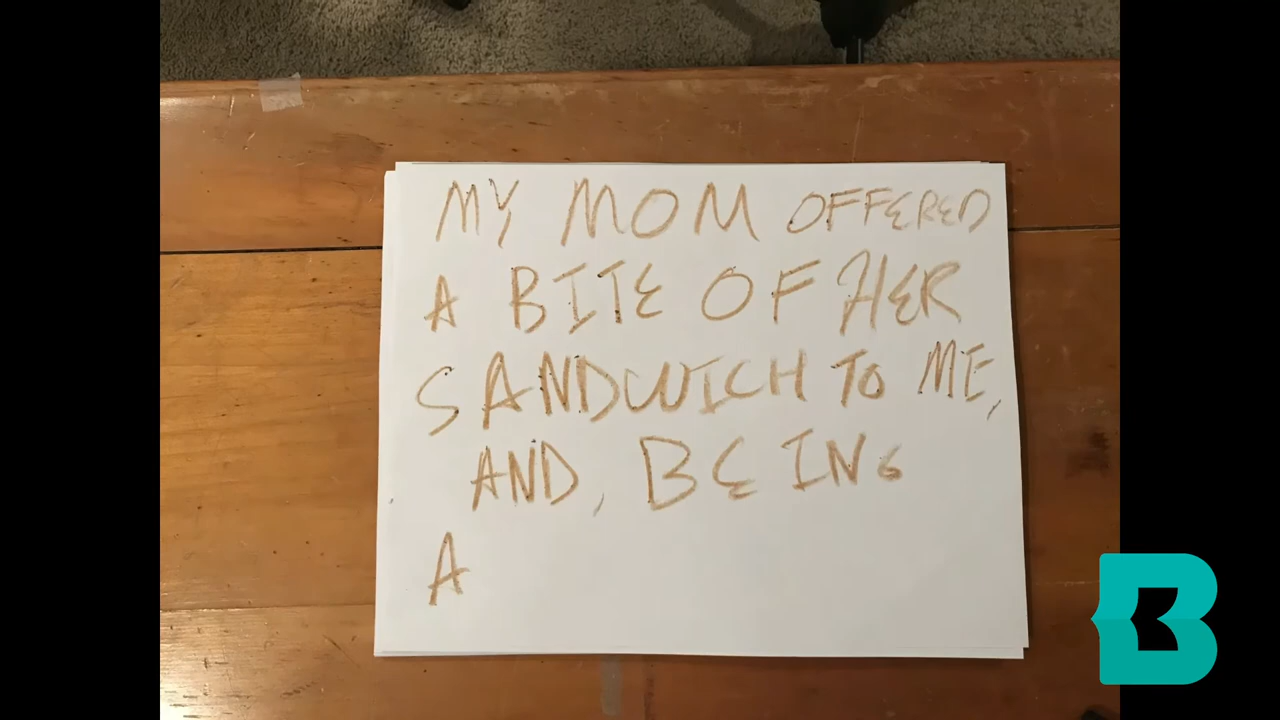 MY MOM OFFERED
A BITE OF HER
SANDWICH TO ME,
AND, BEING
A
B